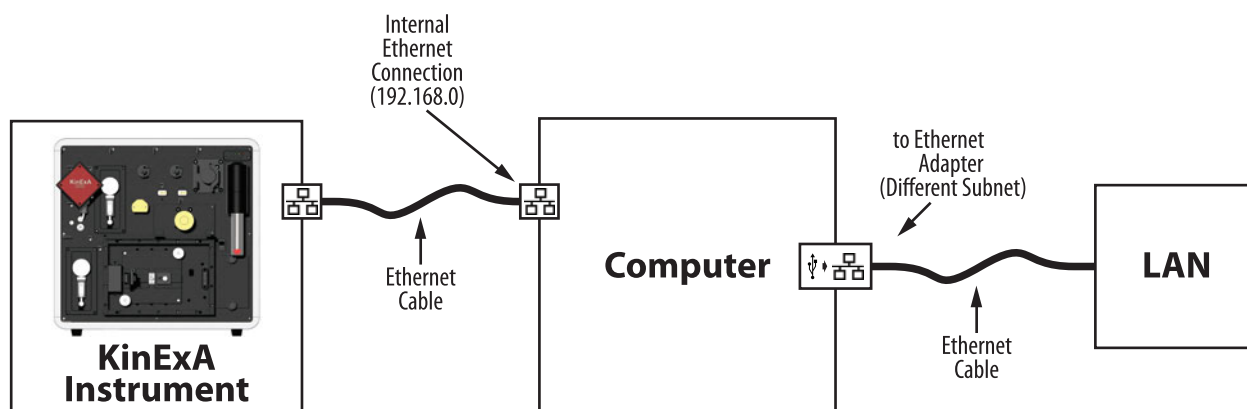 Internal
Ethernet
Connection
(192.168.0)
to Ethernet
Adapter
(Different Subnet)
KinExA
Computer
LAN
Ethernet
Cable
Ethernet
Cable
KinExA
Instrument